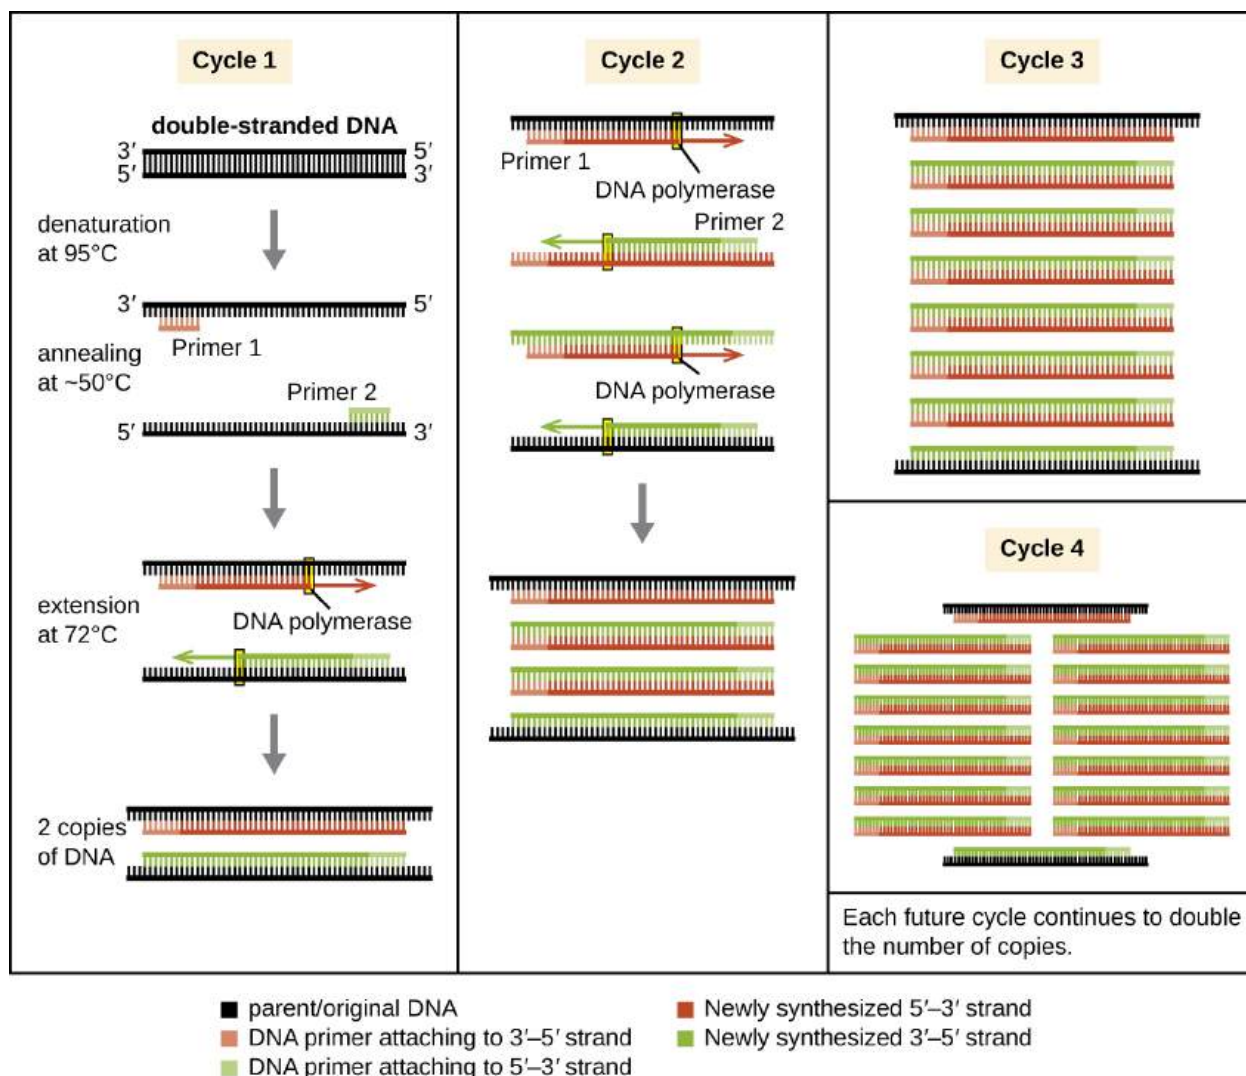 Cycle 1
double-stranded DNA
3′ 5′
5′ 3′
denaturation
at 95°C
3′ 5′
Primer 1
annealing
at ~50°C
Primer 2
5′ 3′
extension
at 72°C
DNA polymerase
2 copies
of DNA
Cycle 2
Primer 1
DNA polymerase
Primer 2
DNA polymerase
Cycle 3
Cycle 4
Each future cycle continues to double
the number of copies.
parent/original DNA
DNA primer attaching to 3′–5′ strand
DNA primer attaching to 5′–3′ strand
Newly synthesized 5′–3′ strand
Newly synthesized 3′–5′ strand